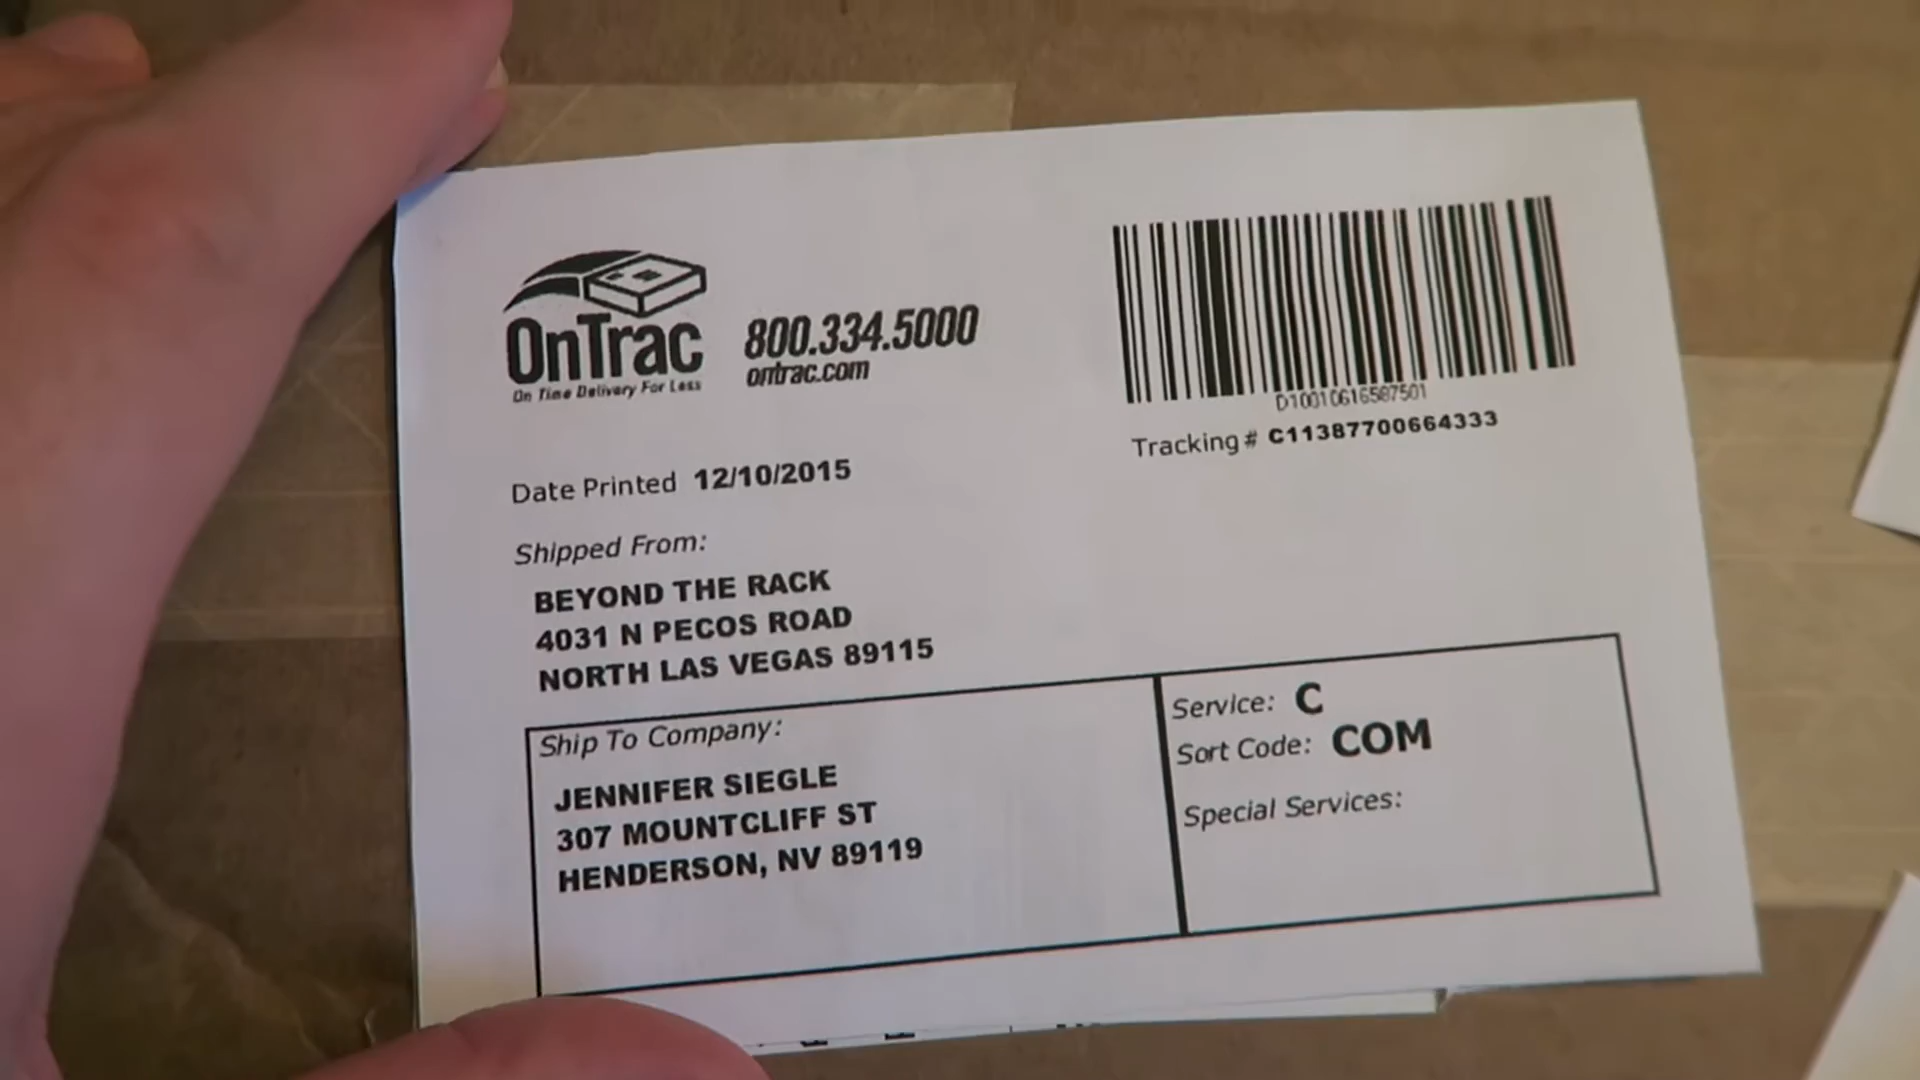 OnTrac
On Time Delivery For Less
800.334.5000
ontrac.com
D10010616587501
Tracking # C11387700664333
Date Printed 12/10/2015
Shipped From:
BEYOND THE RACK
4031 N PECOS ROAD
NORTH LAS VEGAS 89115
Ship To Company:
JENNIFER SIEGLE
307 MOUNTCLIFF ST
HENDERSON, NV 89119
Service: C
Sort Code: COM
Special Services: